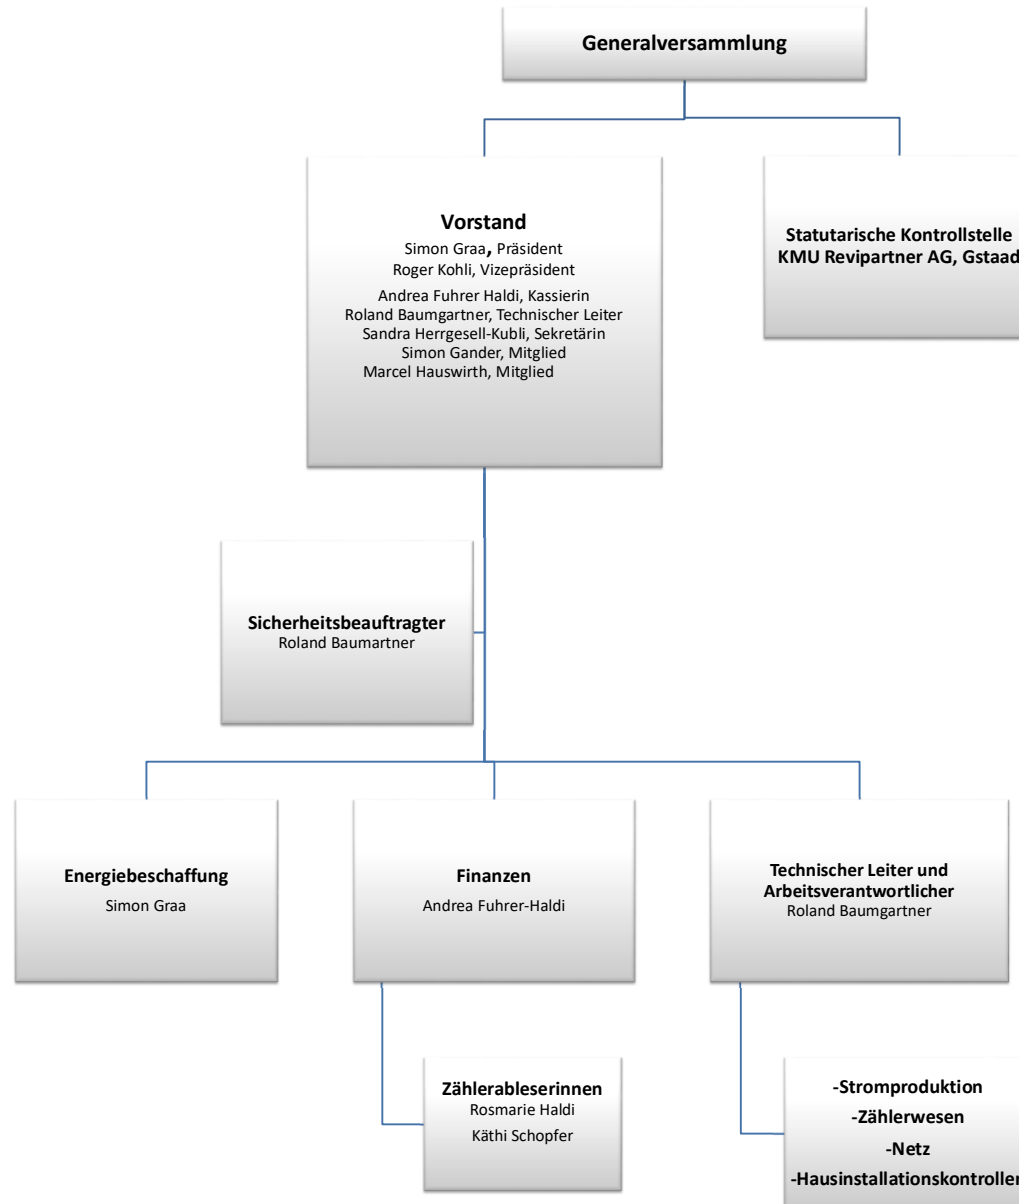 Generalversammlung
Vorstand
Simon Graa, Präsident
Roger Kohli, Vizepräsident
Andrea Fuhrer Haldi, Kassierin
Roland Baumgartner, Technischer Leiter
Sandra Herrgesell-Kubli, Sekretärin
Simon Gander, Mitglied
Marcel Hauswirth, Mitglied
Statutarische Kontrollstelle
KMU Revipartner AG, Gstaad
Sicherheitsbeauftragter
Roland Baumartner
Energiebeschaffung
Simon Graa
Finanzen
Andrea Fuhrer-Haldi
Technischer Leiter und
Arbeitsverantwortlicher
Roland Baumgartner
Zählerableserinnen
Rosmarie Haldi
Käthi Schopfer
-Stromproduktion
-Zählerwesen
-Netz
-Hausinstallationskontrollen